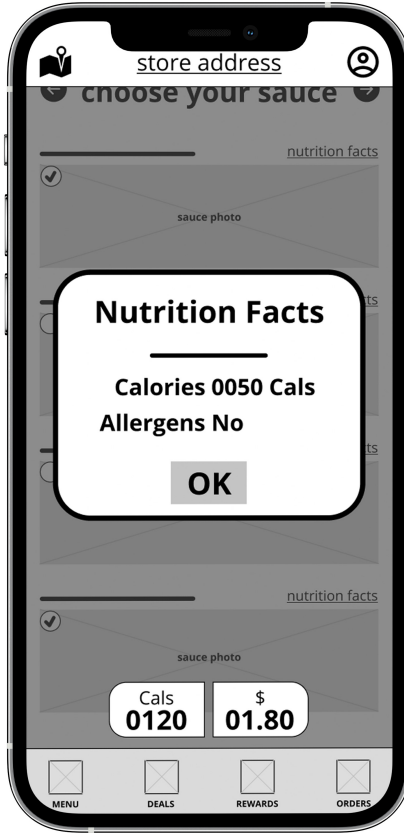 store address
choose your sauce
nutrition facts
sauce photo
Nutrition Facts
Calories 0050 Cals
Allergens No
OK
nutrition facts
sauce photo
Cals
0120
$
01.80
MENU
DEALS
REWARDS
ORDERS